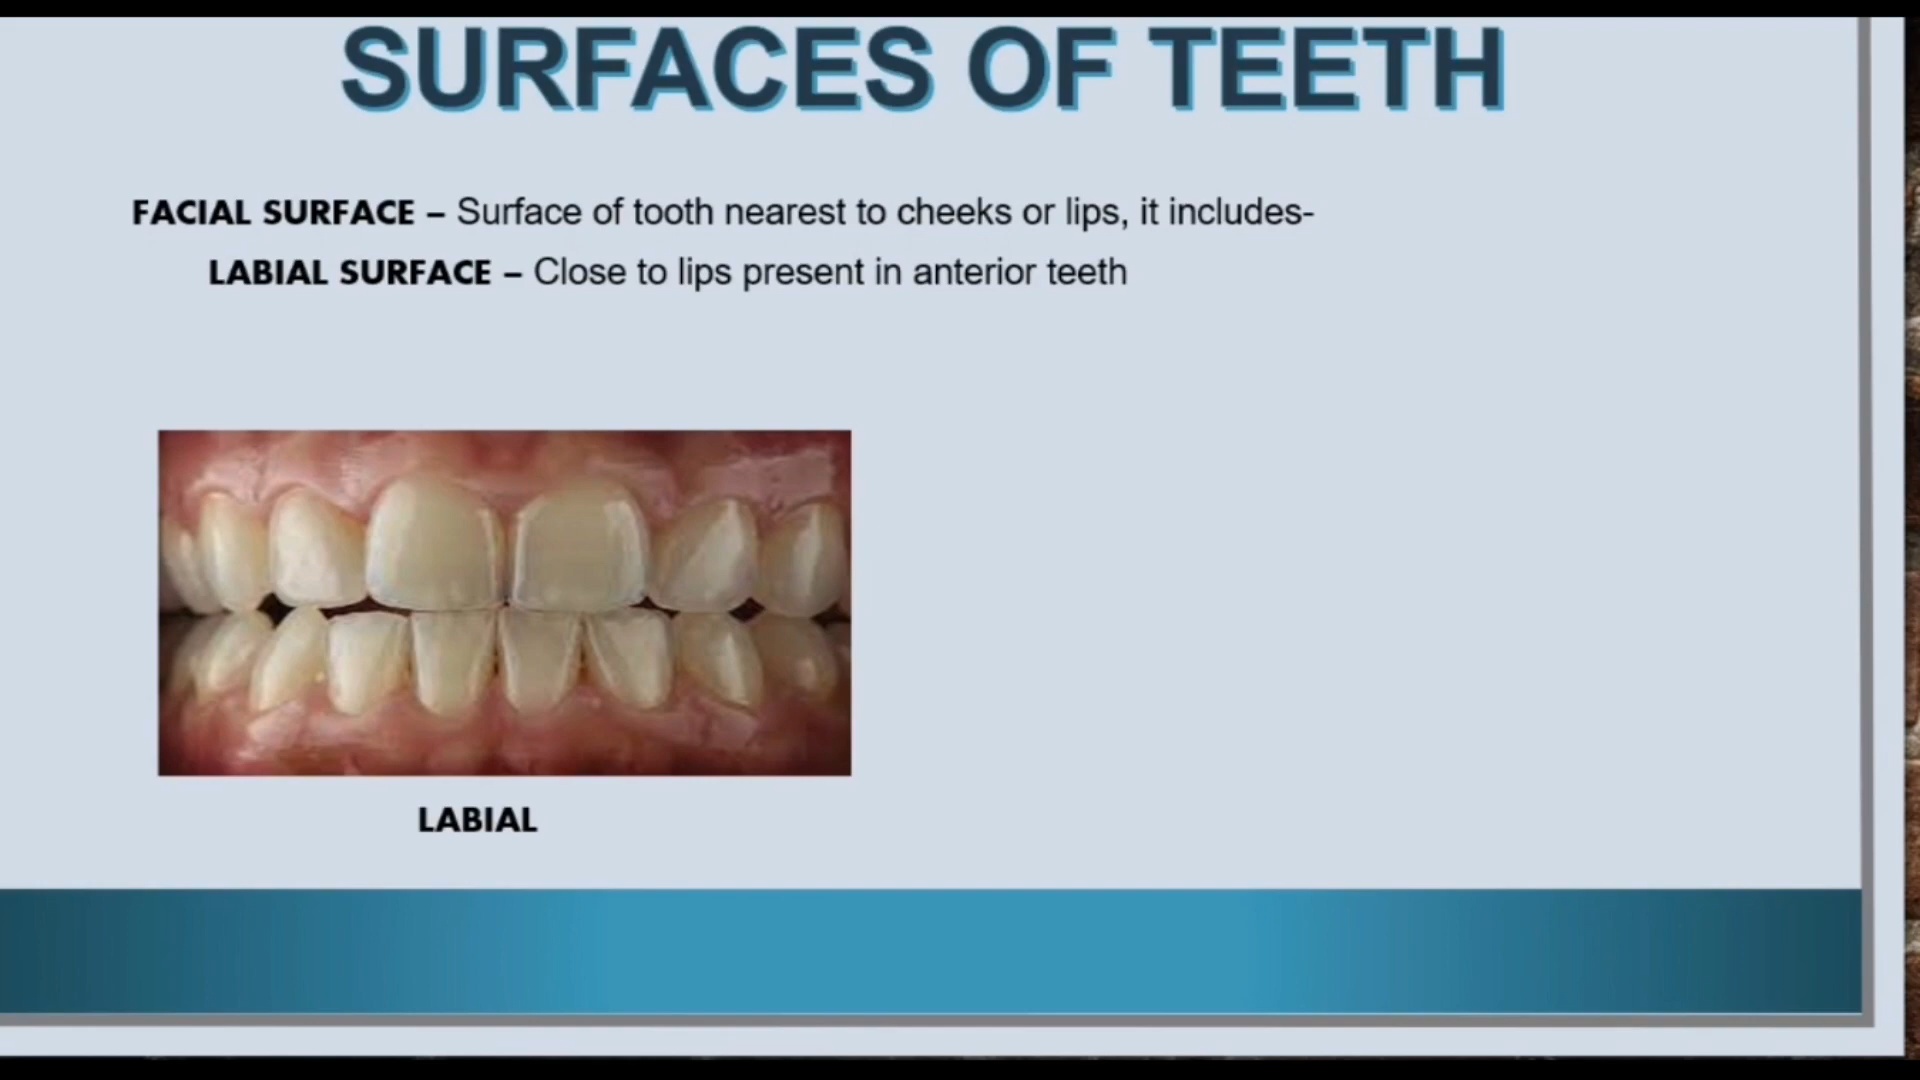 SURFACES OF TEETH
FACIAL SURFACE – Surface of tooth nearest to cheeks or lips, it includes-
LABIAL SURFACE – Close to lips present in anterior teeth
LABIAL